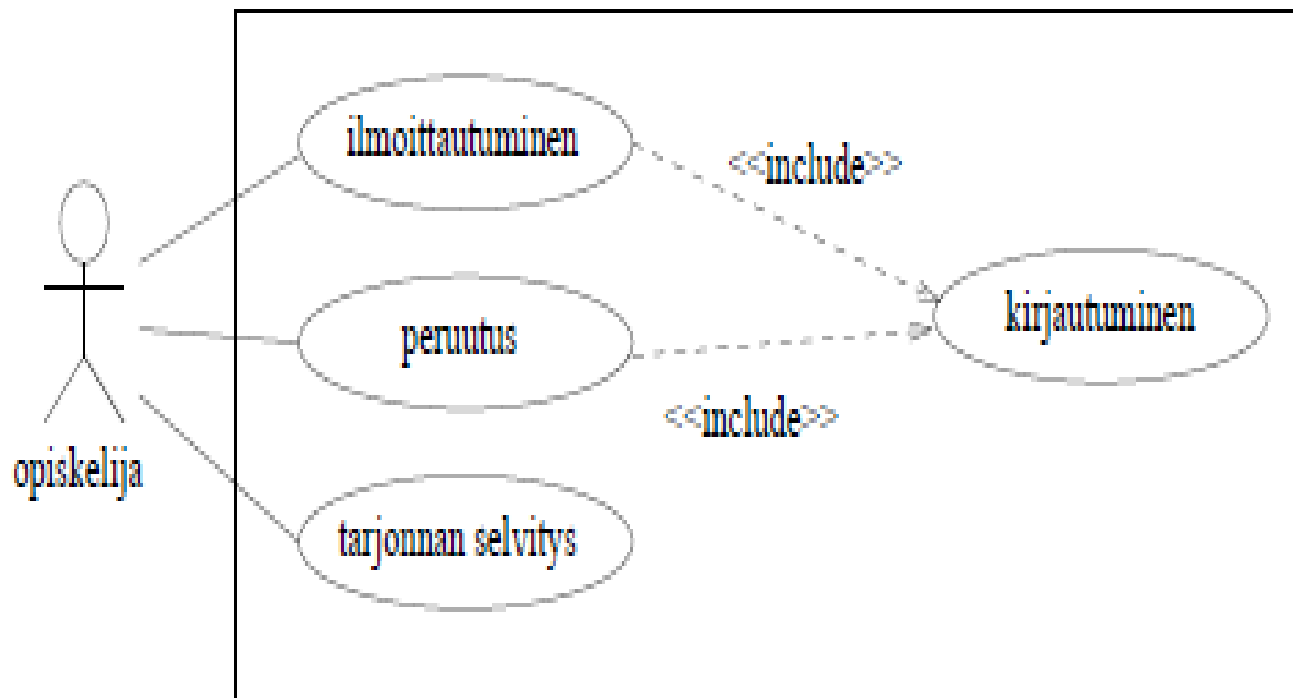 ilmoittautuminen
<<include>>
kirjautuminen
peruutus
<<include>>
opiskelija
tarjonnan selvitys